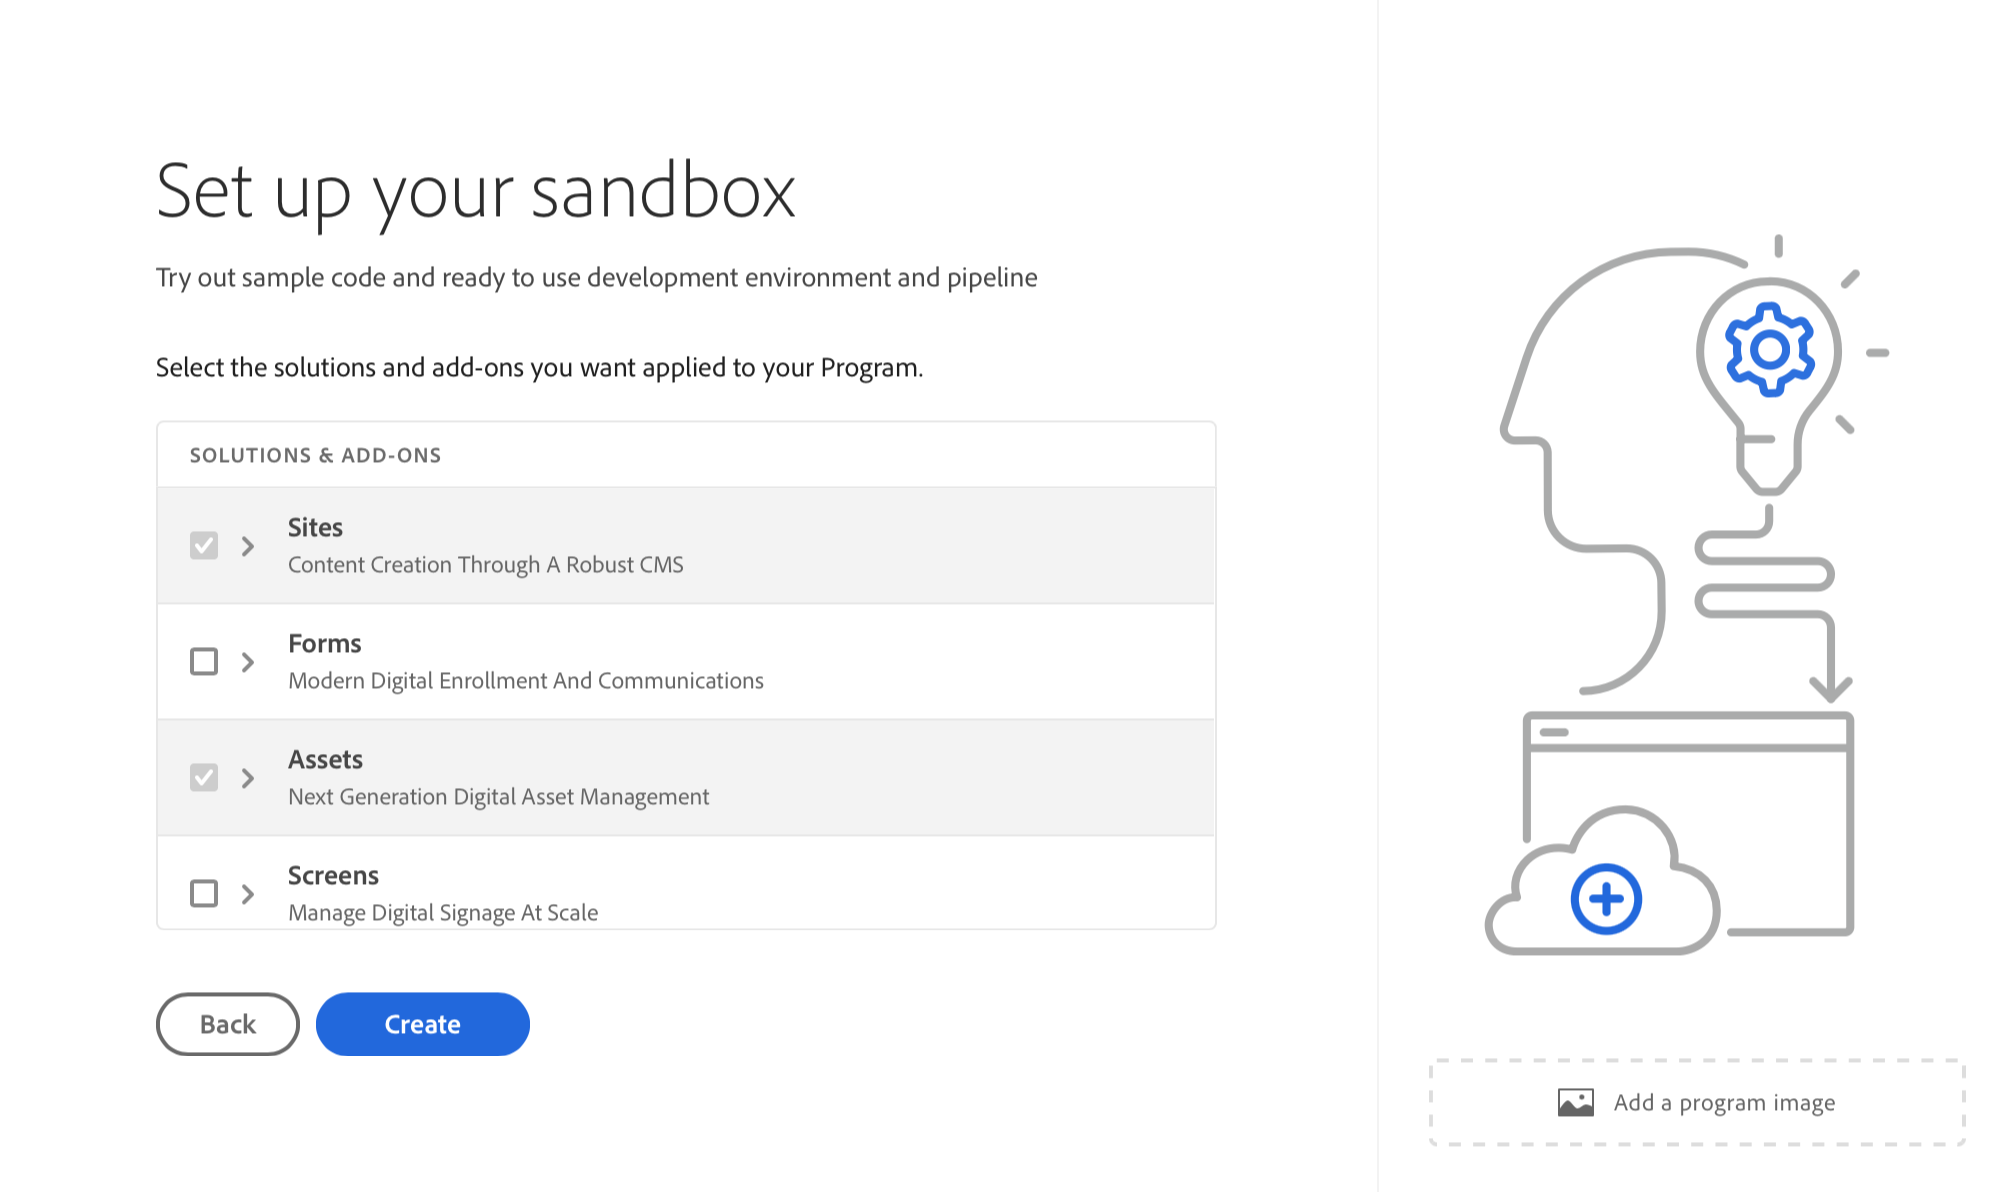 Set up your sandbox
Try out sample code and ready to use development environment and pipeline
Select the solutions and add-ons you want applied to your Program.
SOLUTIONS & ADD-ONS
Sites
Content Creation Through A Robust CMS
Forms
Modern Digital Enrollment And Communications
Assets
Next Generation Digital Asset Management
Screens
Manage Digital Signage At Scale
Back
Create
Add a program image